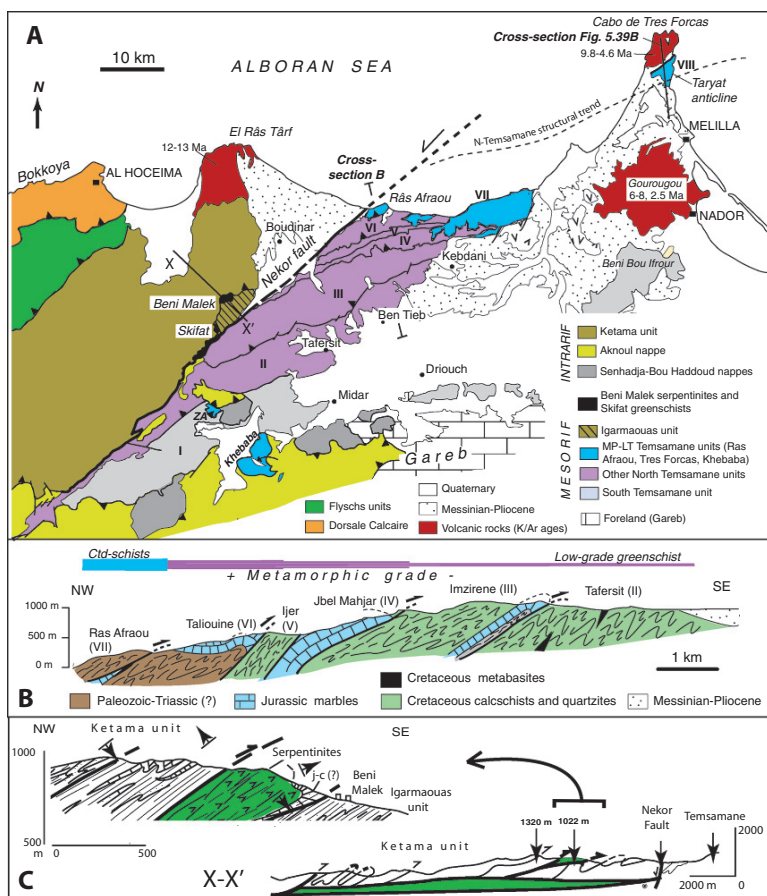 A
10 km
N
ALBORAN SEA
Cabo de Tres Forcas
Cross-section Fig. 5.39B
9.8-4.6 Ma
VIII
Taryat
anticline
N-Temsamane structural trend
MELILLA
El Râs Târf
12-13 Ma
Bokkoya
AL HOCEIMA
Cross-
section B
Râs Afraou
VII
Gourougou
6-8, 2.5 Ma
NADOR
VI
V
IV
Boudinar
Nekor fault
Kebdani
Beni Bou Ifrour
X
Beni Malek
X'
Skifat
III
Ben Tieb
Tafersit
II
Driouch
Midar
ZA
I
Khebaba
Gareb
INTRARIF
Ketama unit
Aknoul nappe
Senhadja-Bou Haddoud nappes
Beni Malek serpentinites and
Skifat greenschists
MESORIF
Igarmaouas unit
MP-LT Temsamane units (Ras
Afraou, Tres Forcas, Khebaba)
Other North Temsamane units
South Temsamane unit
Foreland (Gareb)
Flyschs units
Dorsale Calcaire
Quaternary
Messinian-Pliocene
Volcanic rocks (K/Ar ages)
Ctd-schists
Low-grade greenschist
+ Metamorphic grade -
NW
SE
1000 m
500 m
0 m
Ras Afraou
(VII)
Taliouine (VI)
Ijer
(V)
Jbel Mahjar (IV)
Imzirene (III)
Tafersit (II)
1 km
B
Cretaceous metabasites
Paleozoic-Triassic (?)
Jurassic marbles
Cretaceous calcschists and quartzites
Messinian-Pliocene
NW
Ketama unit
SE
1000
Serpentinites
j-c (?)
Beni
Malek
Igarmaouas
unit
500
m
0
500
C
X-X'
Ketama unit
1320 m
1022 m
Nekor
Fault
Temsamane
2000
2000 m
0